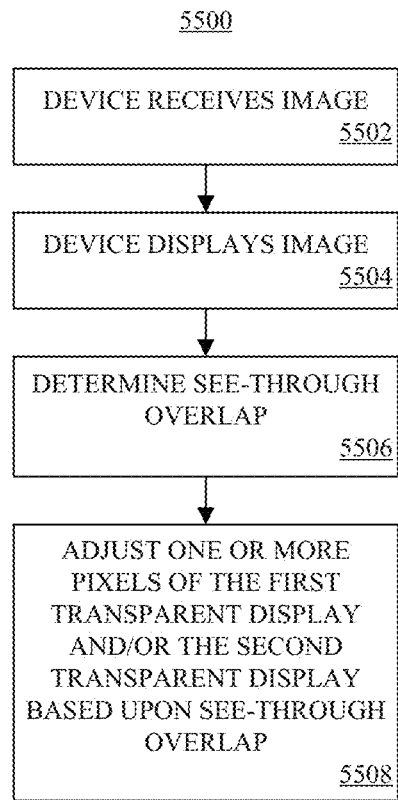 5500
DEVICE RECEIVES IMAGE
5502
DEVICE DISPLAYS IMAGE
5504
DETERMINE SEE-THROUGH
OVERLAP
5506
ADJUST ONE OR MORE
PIXELS OF THE FIRST
TRANSPARENT DISPLAY
AND/OR THE SECOND
TRANSPARENT DISPLAY
BASED UPON SEE-THROUGH
OVERLAP
5508